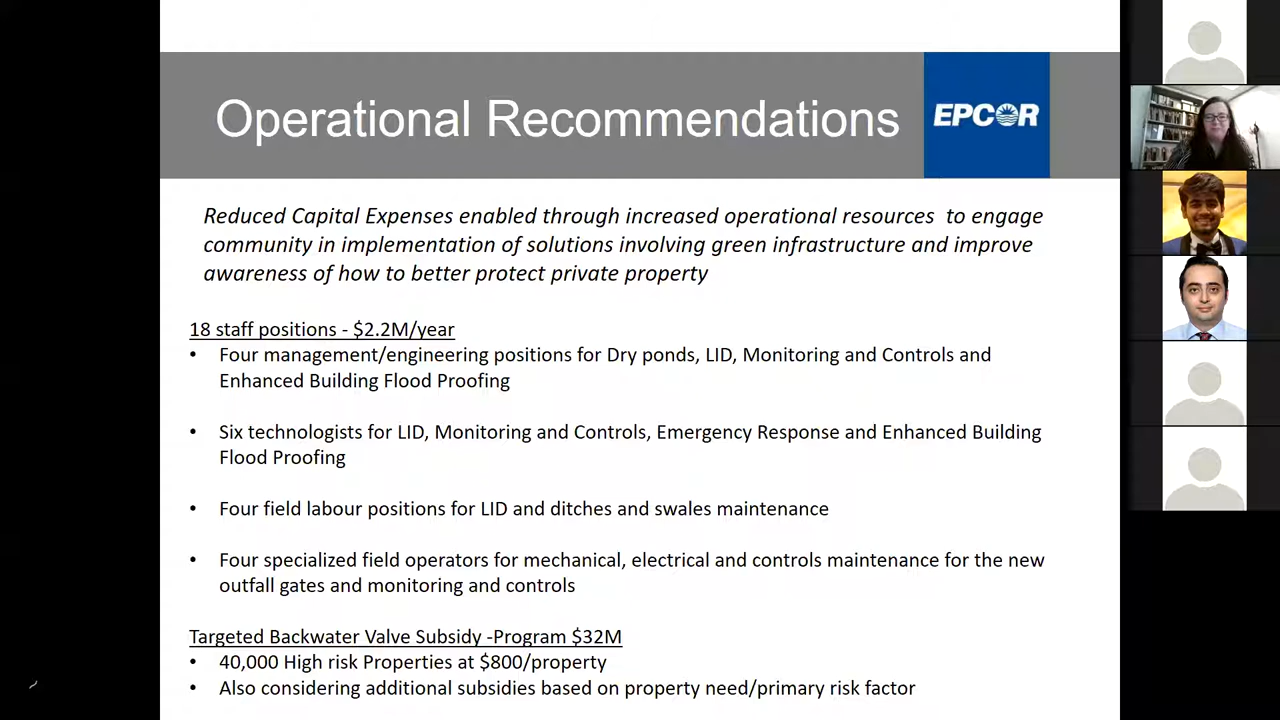 Operational Recommendations
EPCOR
Reduced Capital Expenses enabled through increased operational resources to engage
community in implementation of solutions involving green infrastructure and improve
awareness of how to better protect private property
18 staff positions - $2.2M/year
• Four management/engineering positions for Dry ponds, LID, Monitoring and Controls and
Enhanced Building Flood Proofing
• Six technologists for LID, Monitoring and Controls, Emergency Response and Enhanced Building
Flood Proofing
• Four field labour positions for LID and ditches and swales maintenance
• Four specialized field operators for mechanical, electrical and controls maintenance for the new
outfall gates and monitoring and controls
Targeted Backwater Valve Subsidy -Program $32M
• 40,000 High risk Properties at $800/property
• Also considering additional subsidies based on property need/primary risk factor